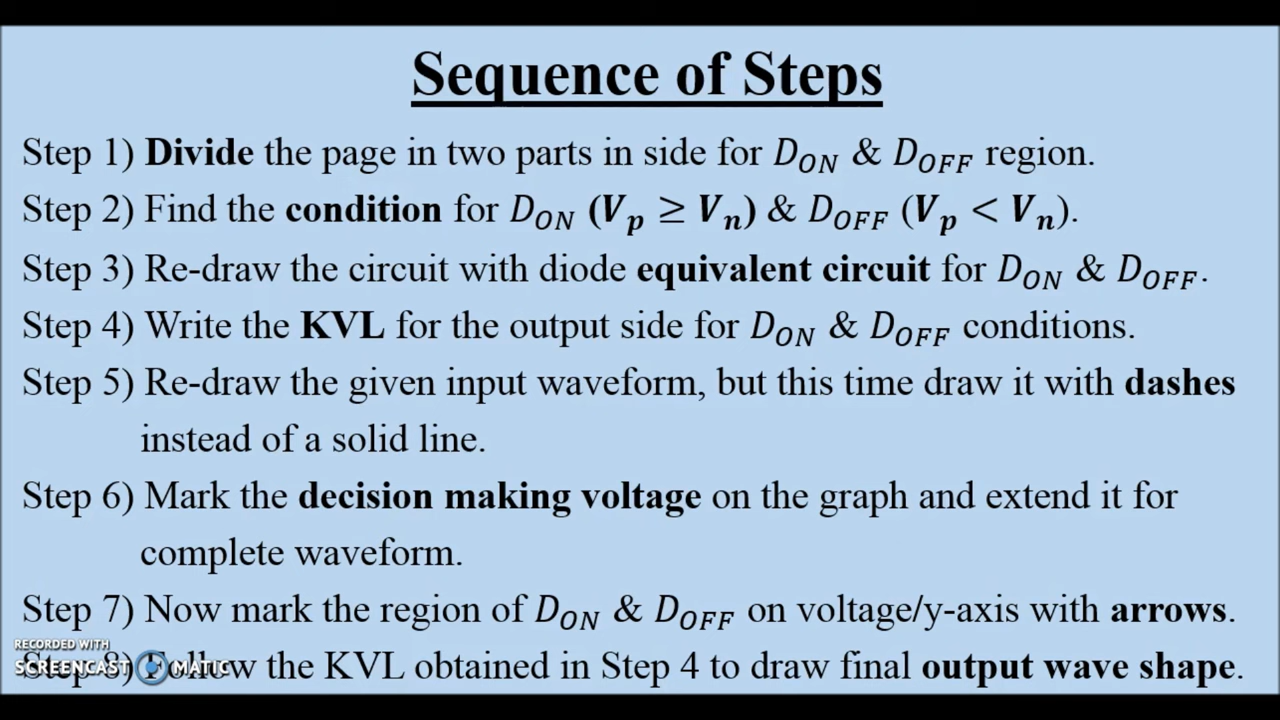 Sequence of Steps
Step 1) Divide the page in two parts in side for D_ON & D_OFF region.
Step 2) Find the condition for D_ON (V_p ≥ V_n) & D_OFF (V_p < V_n).
Step 3) Re-draw the circuit with diode equivalent circuit for D_ON & D_OFF.
Step 4) Write the KVL for the output side for D_ON & D_OFF conditions.
Step 5) Re-draw the given input waveform, but this time draw it with dashes
instead of a solid line.
Step 6) Mark the decision making voltage on the graph and extend it for
complete waveform.
Step 7) Now mark the region of D_ON & D_OFF on voltage/y-axis with arrows.
RECORDED WITH
SCREENCAST MATIC
Step 8) Follow the KVL obtained in Step 4 to draw final output wave shape.